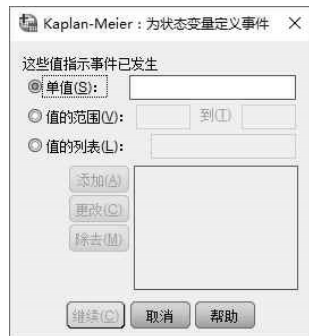 Kaplan-Meier：为状态变量定义事件
这些值指示事件已发生
单值(S):
值的范围(V): 到(T)
值的列表(L):
添加(A)
更改(C)
除去(M)
继续(C) 取消 帮助